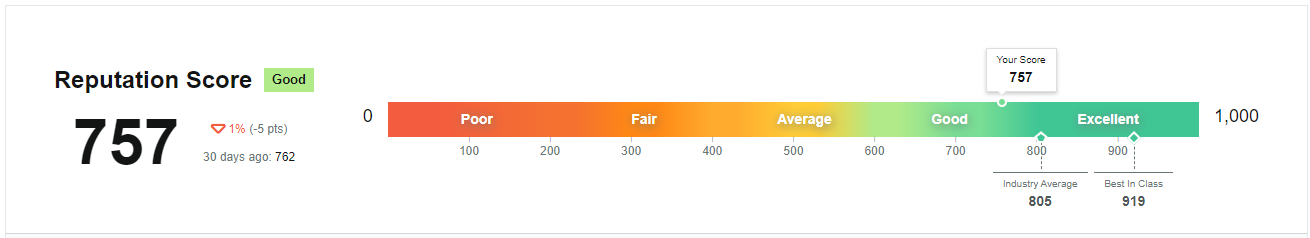 Reputation Score Good
757
1% (-5 pts)
30 days ago: 762
Your Score
757
0
Poor Fair Average Good Excellent
1,000
100 200 300 400 500 600 700 800 900
Industry Average
805
Best In Class
919